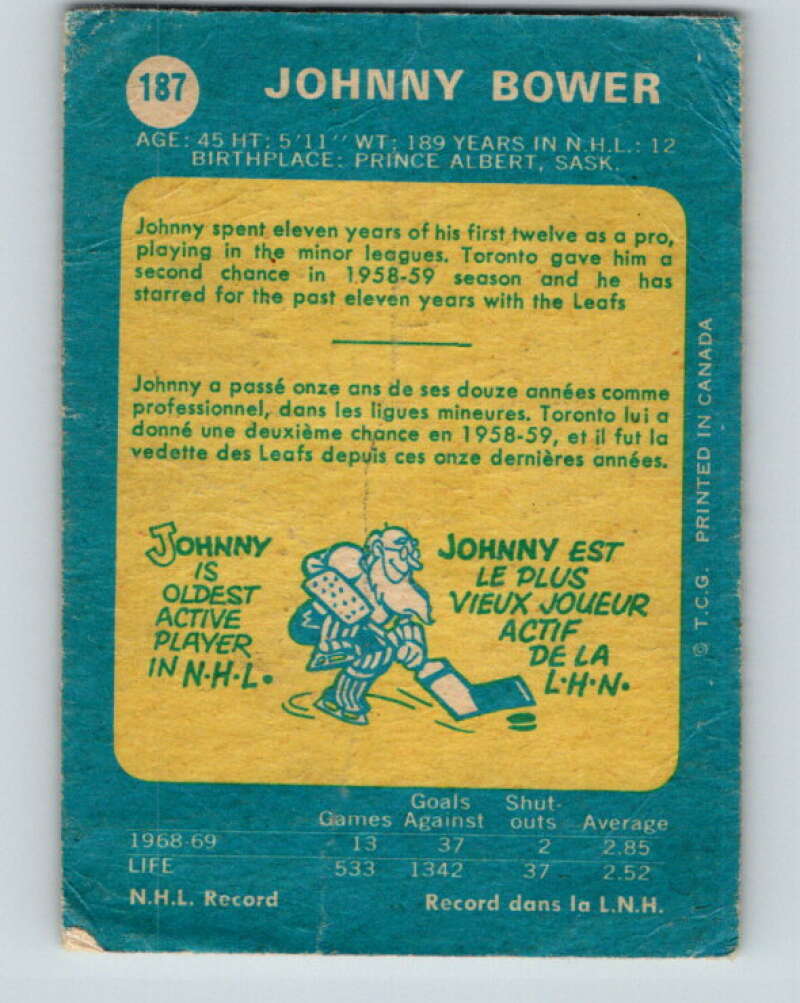 187
JOHNNY BOWER
AGE: 45 HT: 5'11" WT: 189 YEARS IN N.H.L.: 12
BIRTHPLACE: PRINCE ALBERT, SASK.
Johnny spent eleven years of his first twelve as a pro,
playing in the minor leagues. Toronto gave him a
second chance in 1958-59 season and he has
starred for the past eleven years with the Leafs
Johnny a passé onze ans de ses douze années comme
professionnel, dans les ligues mineures. Toronto lui a
donné une deuxième chance en 1958-59, et il fut la
vedette des Leafs depuis ces onze dernières années.
JOHNNY
IS
OLDEST
ACTIVE
PLAYER
IN N.H.L.
JOHNNY EST
LE PLUS
VIEUX JOUEUR
ACTIF
DE LA
L.H.N.
© T.C.G. PRINTED IN CANADA
Goals Shut-
Games Against outs Average
1968-69 13 37 2 2.85
LIFE 533 1342 37 2.52
N.H.L. Record Record dans la L.N.H.